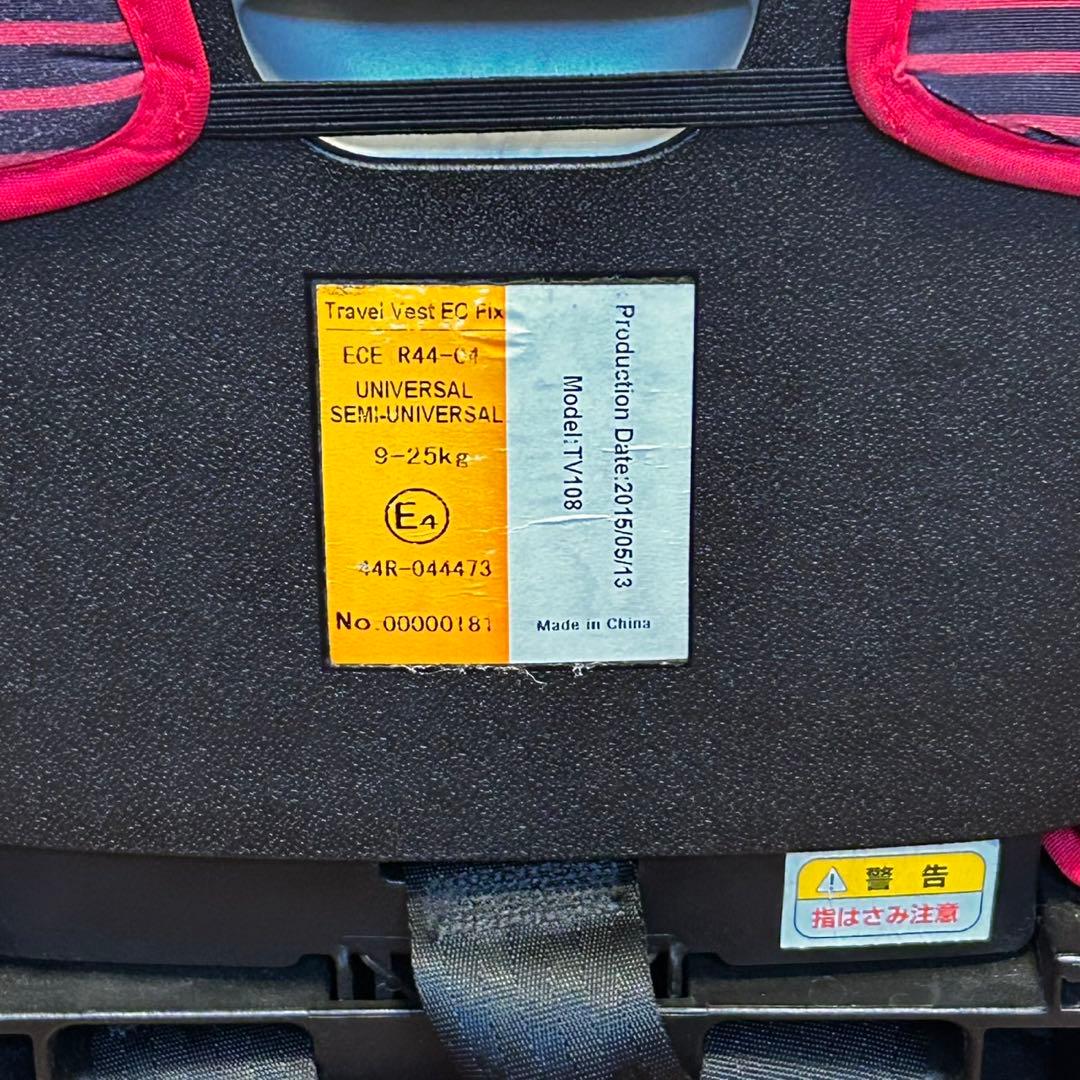 Travel Vest EC Fix
ECE R44-04
UNIVERSAL
SEMI-UNIVERSAL
9-25kg
E4
44R-044473
No.00000181
Production Date:2015/05/13
Model:TV108
Made in China
警告
指はさみ注意